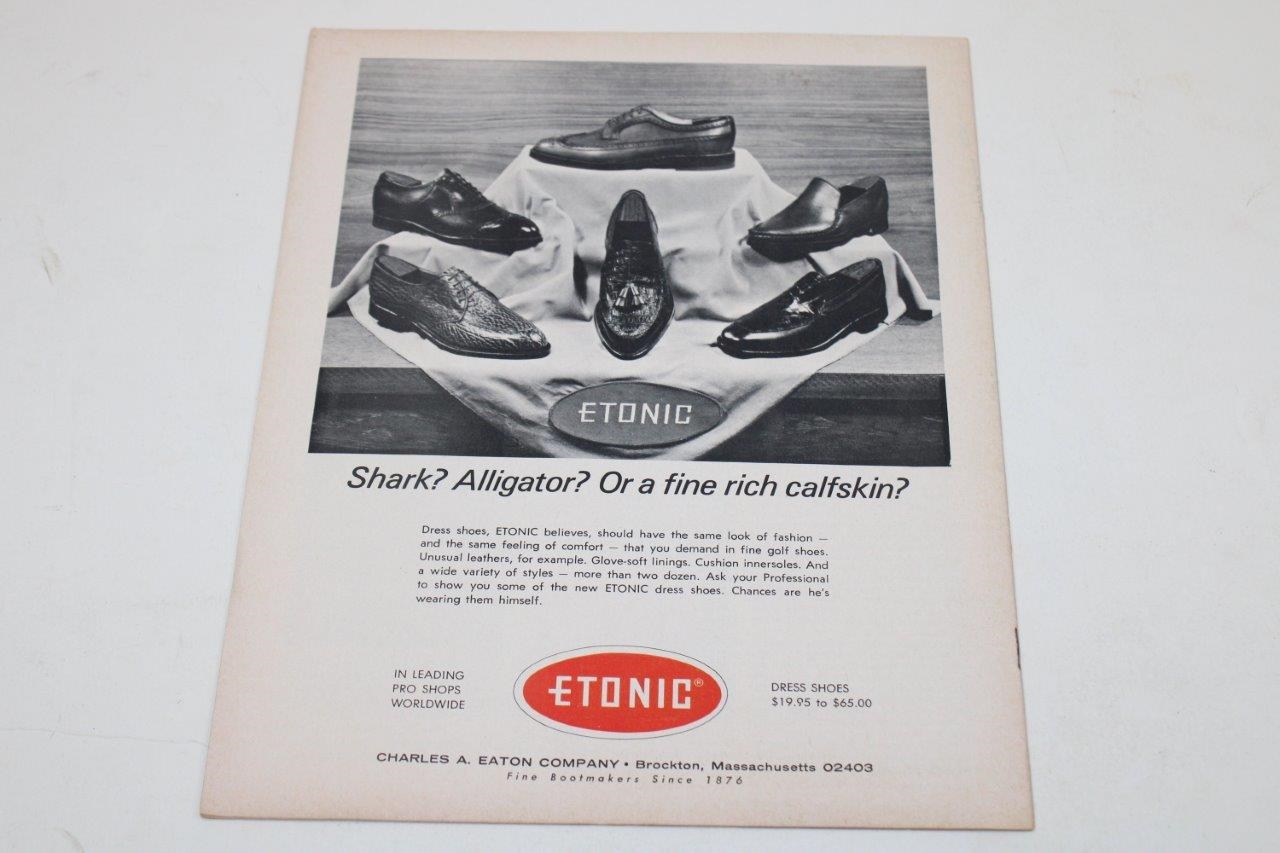 ETONIC
Shark? Alligator? Or a fine rich calfskin?
Dress shoes, ETONIC believes, should have the same look of fashion —
and the same feeling of comfort — that you demand in fine golf shoes.
Unusual leathers, for example. Glove-soft linings. Cushion innersoles. And
a wide variety of styles — more than two dozen. Ask your Professional
to show you some of the new ETONIC dress shoes. Chances are he's
wearing them himself.
IN LEADING
PRO SHOPS
WORLDWIDE
ETONIC®
DRESS SHOES
$19.95 to $65.00
CHARLES A. EATON COMPANY • Brockton, Massachusetts 02403
Fine Bootmakers Since 1876